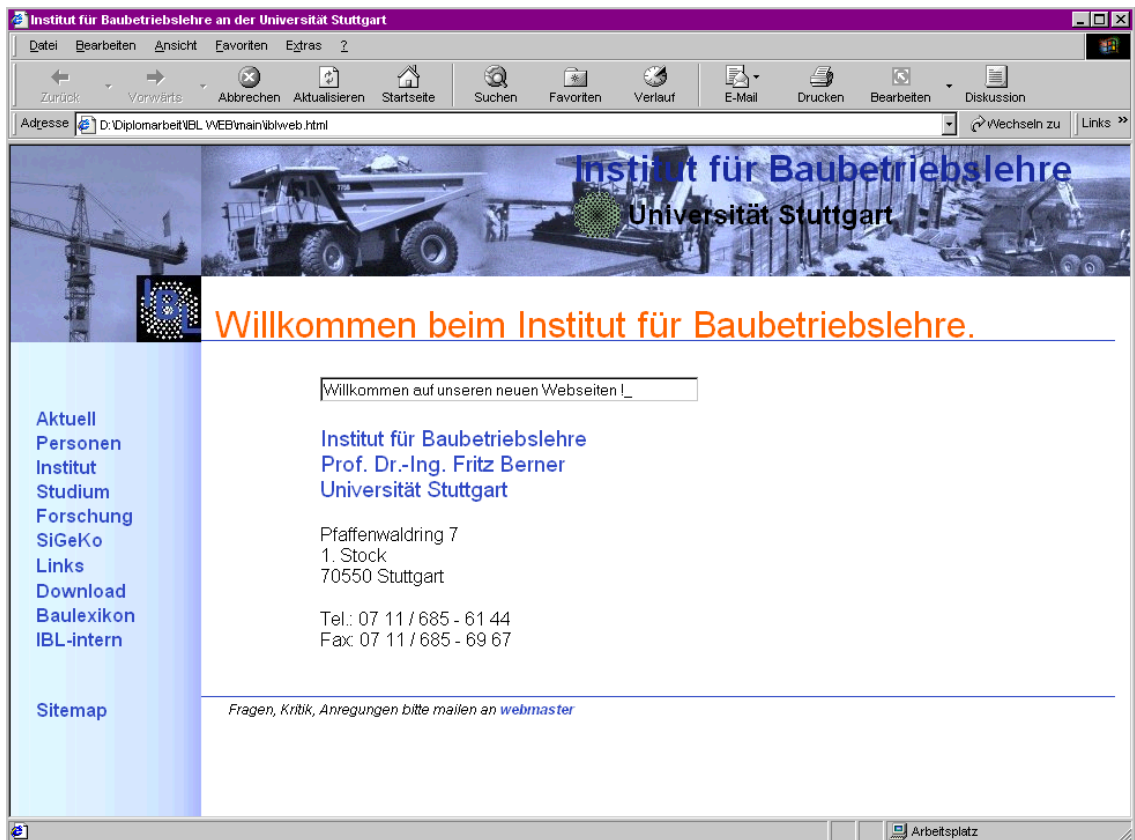 Institut für Baubetriebslehre an der Universität Stuttgart
Datei Bearbeiten Ansicht Favoriten Extras ?
Zurück Vorwärts Abbrechen Aktualisieren Startseite Suchen Favoriten Verlauf E-Mail Drucken Bearbeiten Diskussion
Adresse D:\Diplomarbeit\IBL WEB\main\iblweb.html Wechseln zu Links »
Institut für Baubetriebslehre
Universität Stuttgart
IBL
Willkommen beim Institut für Baubetriebslehre.
Willkommen auf unseren neuen Webseiten !_
Aktuell
Personen
Institut
Studium
Forschung
SiGeKo
Links
Download
Baulexikon
IBL-intern
Sitemap
Institut für Baubetriebslehre
Prof. Dr.-Ing. Fritz Berner
Universität Stuttgart
Pfaffenwaldring 7
1. Stock
70550 Stuttgart
Tel.: 07 11 / 685 - 61 44
Fax: 07 11 / 685 - 69 67
Fragen, Kritik, Anregungen bitte mailen an webmaster
Arbeitsplatz